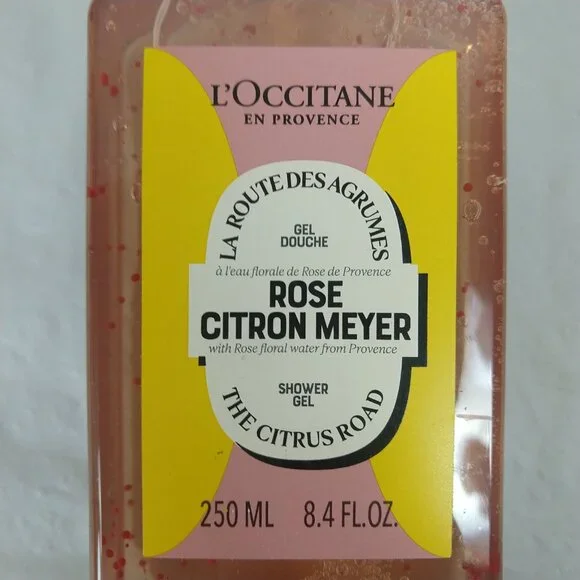 L'OCCITANE
EN PROVENCE
LA ROUTE DES AGRUMES
GEL
DOUCHE
à l'eau florale de Rose de Provence
ROSE
CITRON MEYER
with Rose floral water from Provence
SHOWER
GEL
THE CITRUS ROAD
250 ML 8.4 FL.OZ.